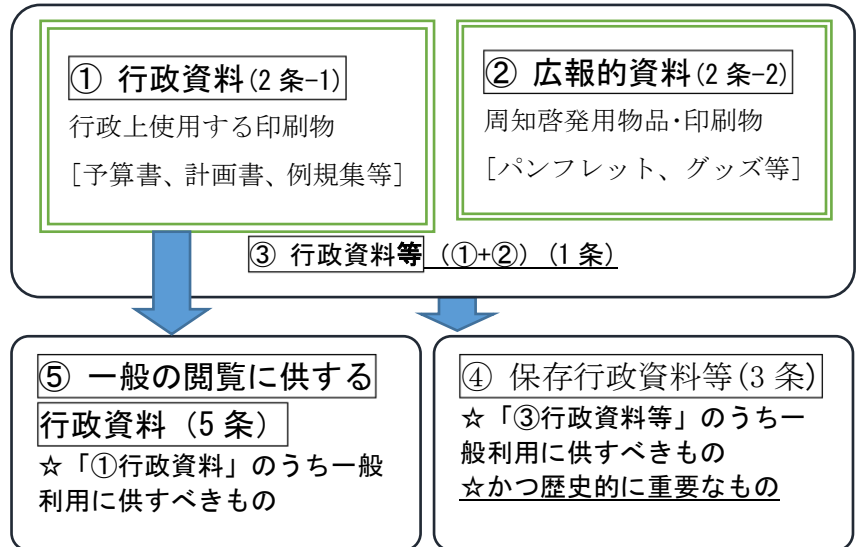 ① 行政資料(2条-1)
行政上使用する印刷物
[予算書、計画書、例規集等]
② 広報的資料(2条-2)
周知啓発用物品・印刷物
[パンフレット、グッズ等]
③ 行政資料等 (①+②) (1条)
⑤ 一般の閲覧に供する
行政資料（5条）
☆「①行政資料」のうち一般
利用に供すべきもの
④ 保存行政資料等(3条)
☆「③行政資料等」のうち一
般利用に供すべきもの
☆かつ歴史的に重要なもの